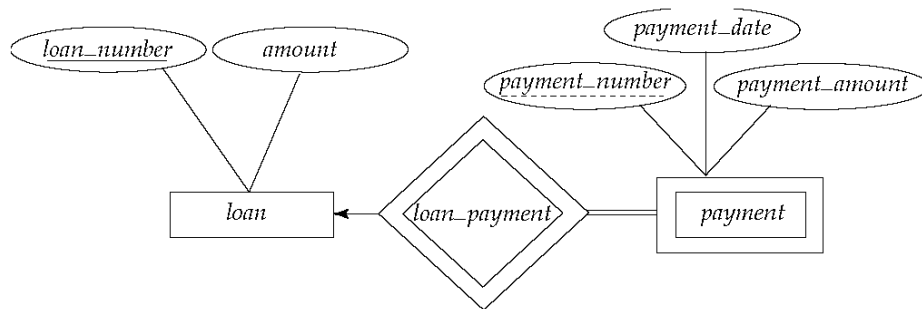 payment_date
loan_number
amount
payment_number
payment_amount
loan
loan_payment
payment